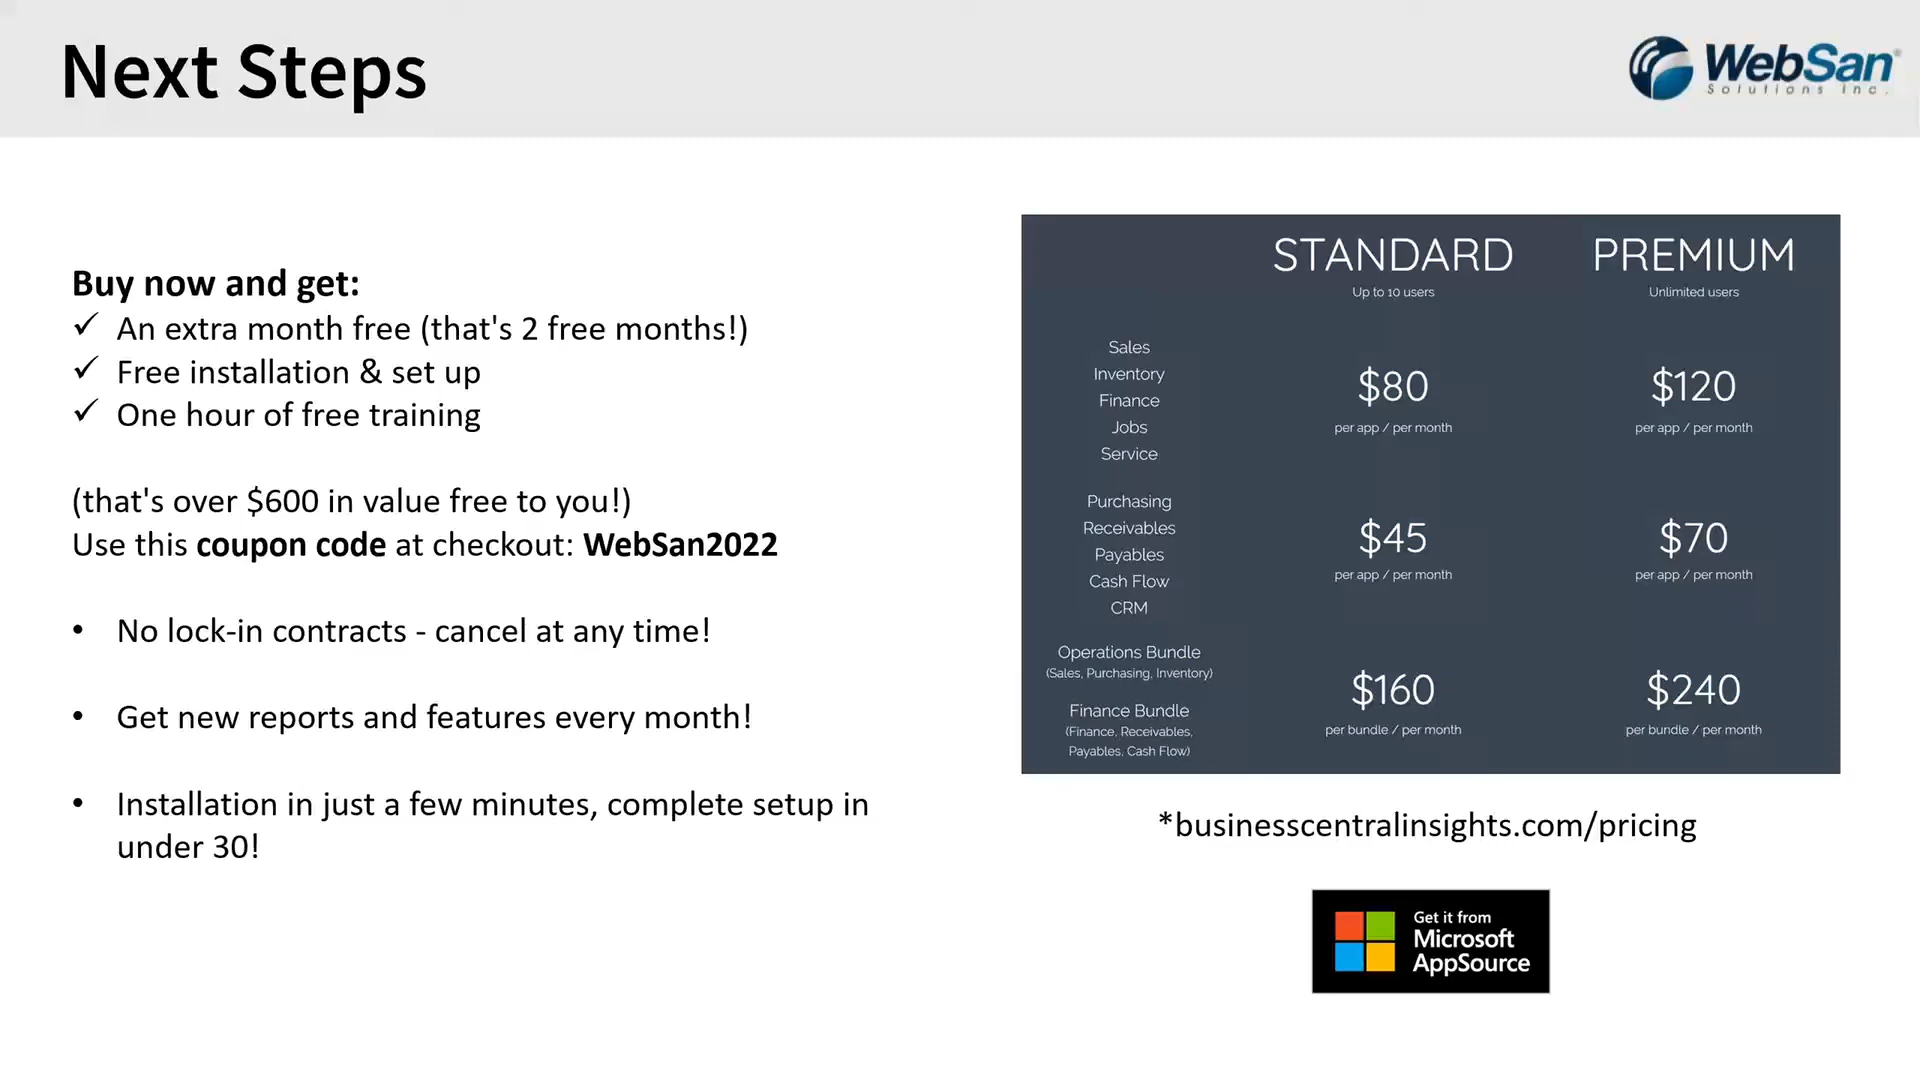 Next Steps
WebSan
Solutions Inc.
Buy now and get:
✓ An extra month free (that's 2 free months!)
✓ Free installation & set up
✓ One hour of free training
(that's over $600 in value free to you!)
Use this coupon code at checkout: WebSan2022
• No lock-in contracts - cancel at any time!
• Get new reports and features every month!
• Installation in just a few minutes, complete setup in
under 30!
STANDARD PREMIUM
Up to 10 users Unlimited users
Sales
Inventory
Finance
Jobs
Service
$80 $120
per app / per month per app / per month
Purchasing
Receivables
Payables
Cash Flow
CRM
$45 $70
per app / per month per app / per month
Operations Bundle
(Sales, Purchasing, Inventory)
Finance Bundle
(Finance, Receivables,
Payables, Cash Flow)
$160 $240
per bundle / per month per bundle / per month
*businesscentralinsights.com/pricing
Get it from
Microsoft
AppSource